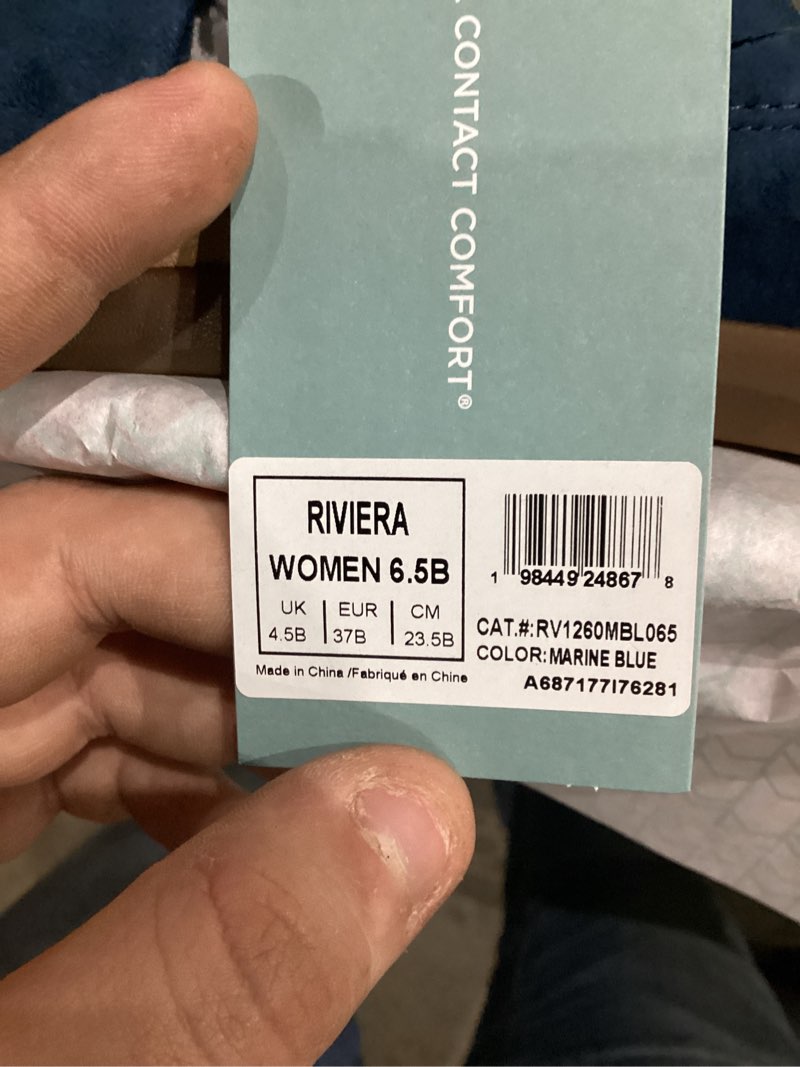 CONTACT COMFORT®
RIVIERA
WOMEN 6.5B
UK | EUR | CM
4.5B | 37B | 23.5B
Made in China /Fabriqué en Chine
1 98449 24867 8
CAT.#:RV1260MBL065
COLOR:MARINE BLUE
A687177176281